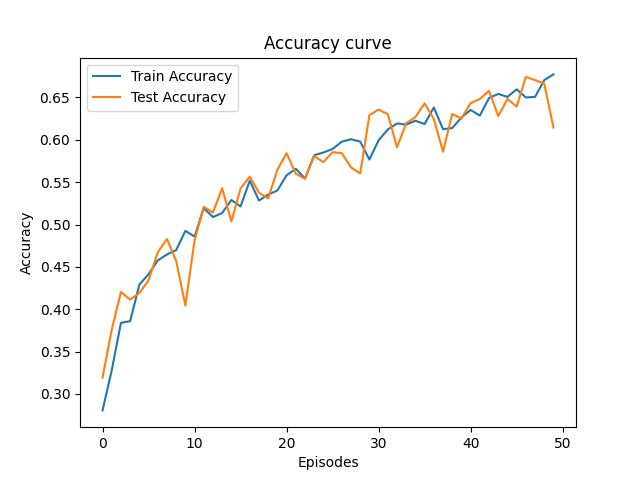 Accuracy curve
Train Accuracy
Test Accuracy
0.65
0.60
0.55
0.50
0.45
0.40
0.35
0.30
Accuracy
0 10 20 30 40 50
Episodes